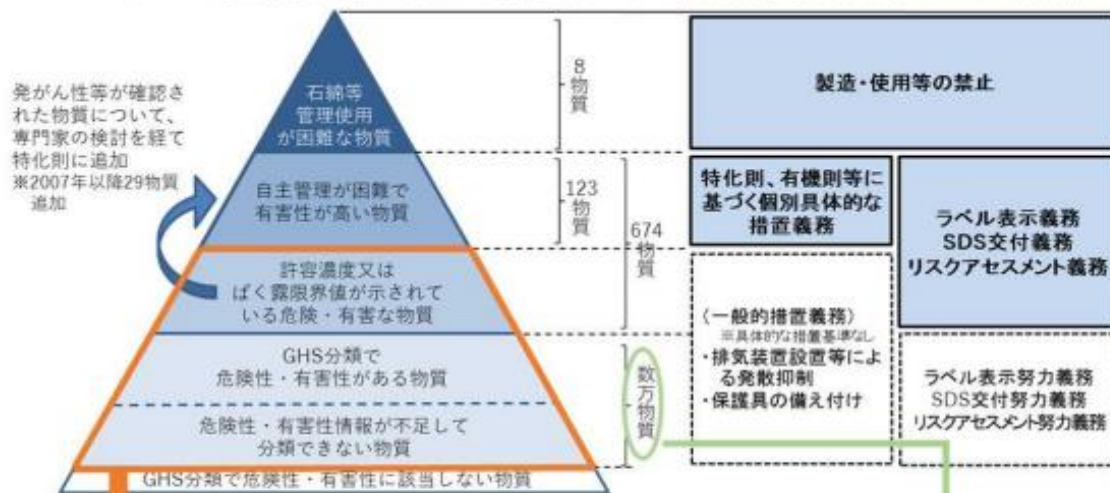 発がん性等が確認さ
れた物質について、
専門家の検討を経て
特化則に追加
※2007年以降29物質
追加
石綿等
管理使用
が困難な物質
自主管理が困難で
有害性が高い物質
許容濃度又は
ばく露限界値が示されて
いる危険・有害な物質
GHS分類で
危険性・有害性がある物質
危険性・有害性情報が不足して
分類できない物質
GHS分類で危険性・有害性に該当しない物質
8物質
123物質
674物質
数万物質
製造・使用等の禁止
特化則、有機則等に
基づく個別具体的な
措置義務
〈一般的措置義務〉
※具体的な措置基準なし
・排気装置設置等によ
る発散抑制
・保護具の備え付け
ラベル表示義務
SDS交付義務
リスクアセスメント義務
ラベル表示努力義務
SDS交付努力義務
リスクアセスメント努力義務